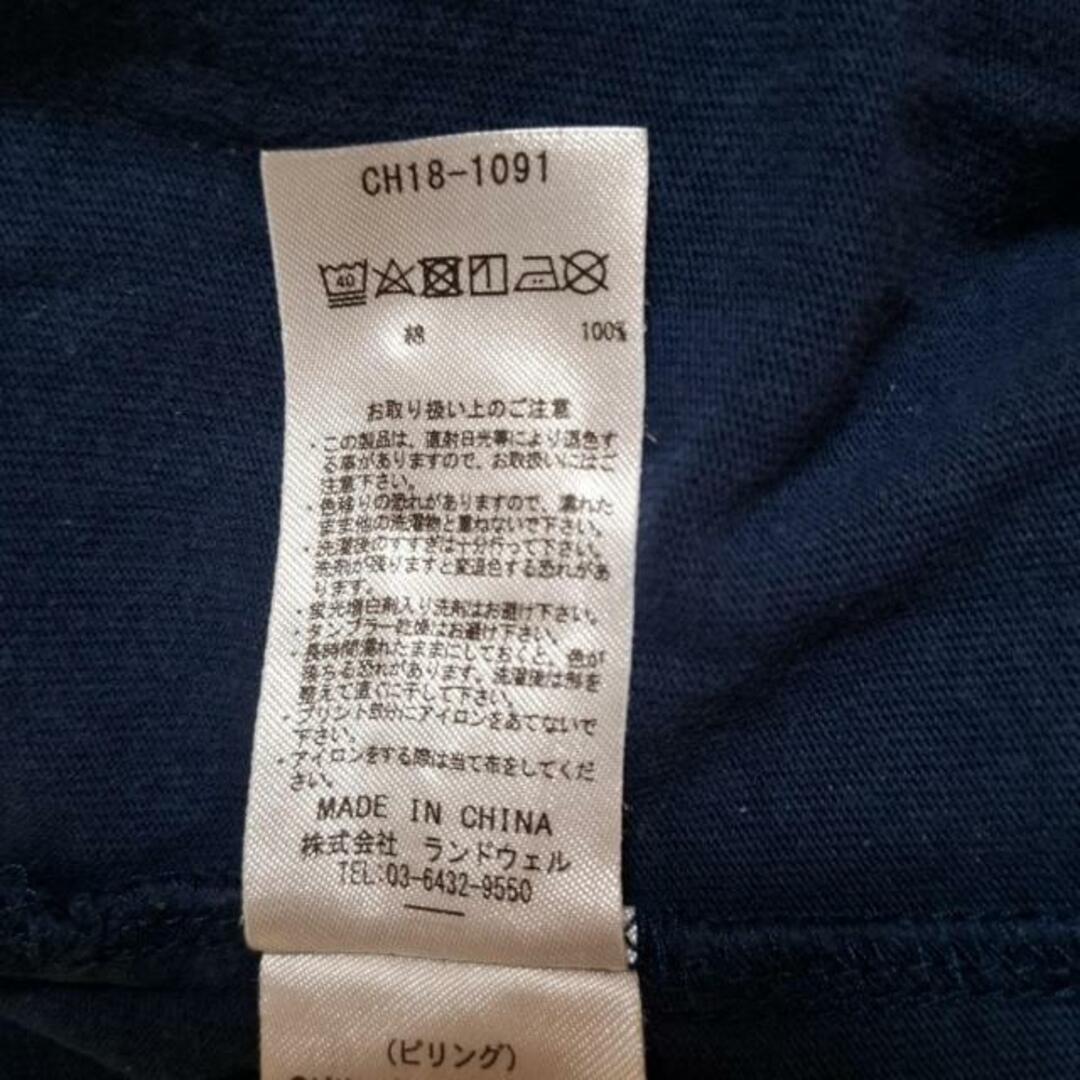 CH18-1091
40
綿 100%
お取り扱い上のご注意
・この製品は、直射日光等により退色す
る事がありますので、お取扱いにはご
注意下さい。
・色移りの恐れがありますので、濡れた
まま他の洗濯物と重ねないで下さい。
・洗濯後のすすぎは十分行って下さい。
洗剤が残りますと変退色する恐れがあ
ります。
・蛍光増白剤入り洗剤はお避け下さい。
・タンブラー乾燥はお避け下さい。
・長時間濡れたままにしておくと、色が
落ちる恐れがあります。洗濯後は形を
整えて直ぐに干して下さい。
・プリント部分にアイロンをあてないで
下さい。
・アイロンをする際は当て布をしてくだ
さい。
MADE IN CHINA
株式会社 ランドウェル
TEL:03-6432-9550
(ピリング)